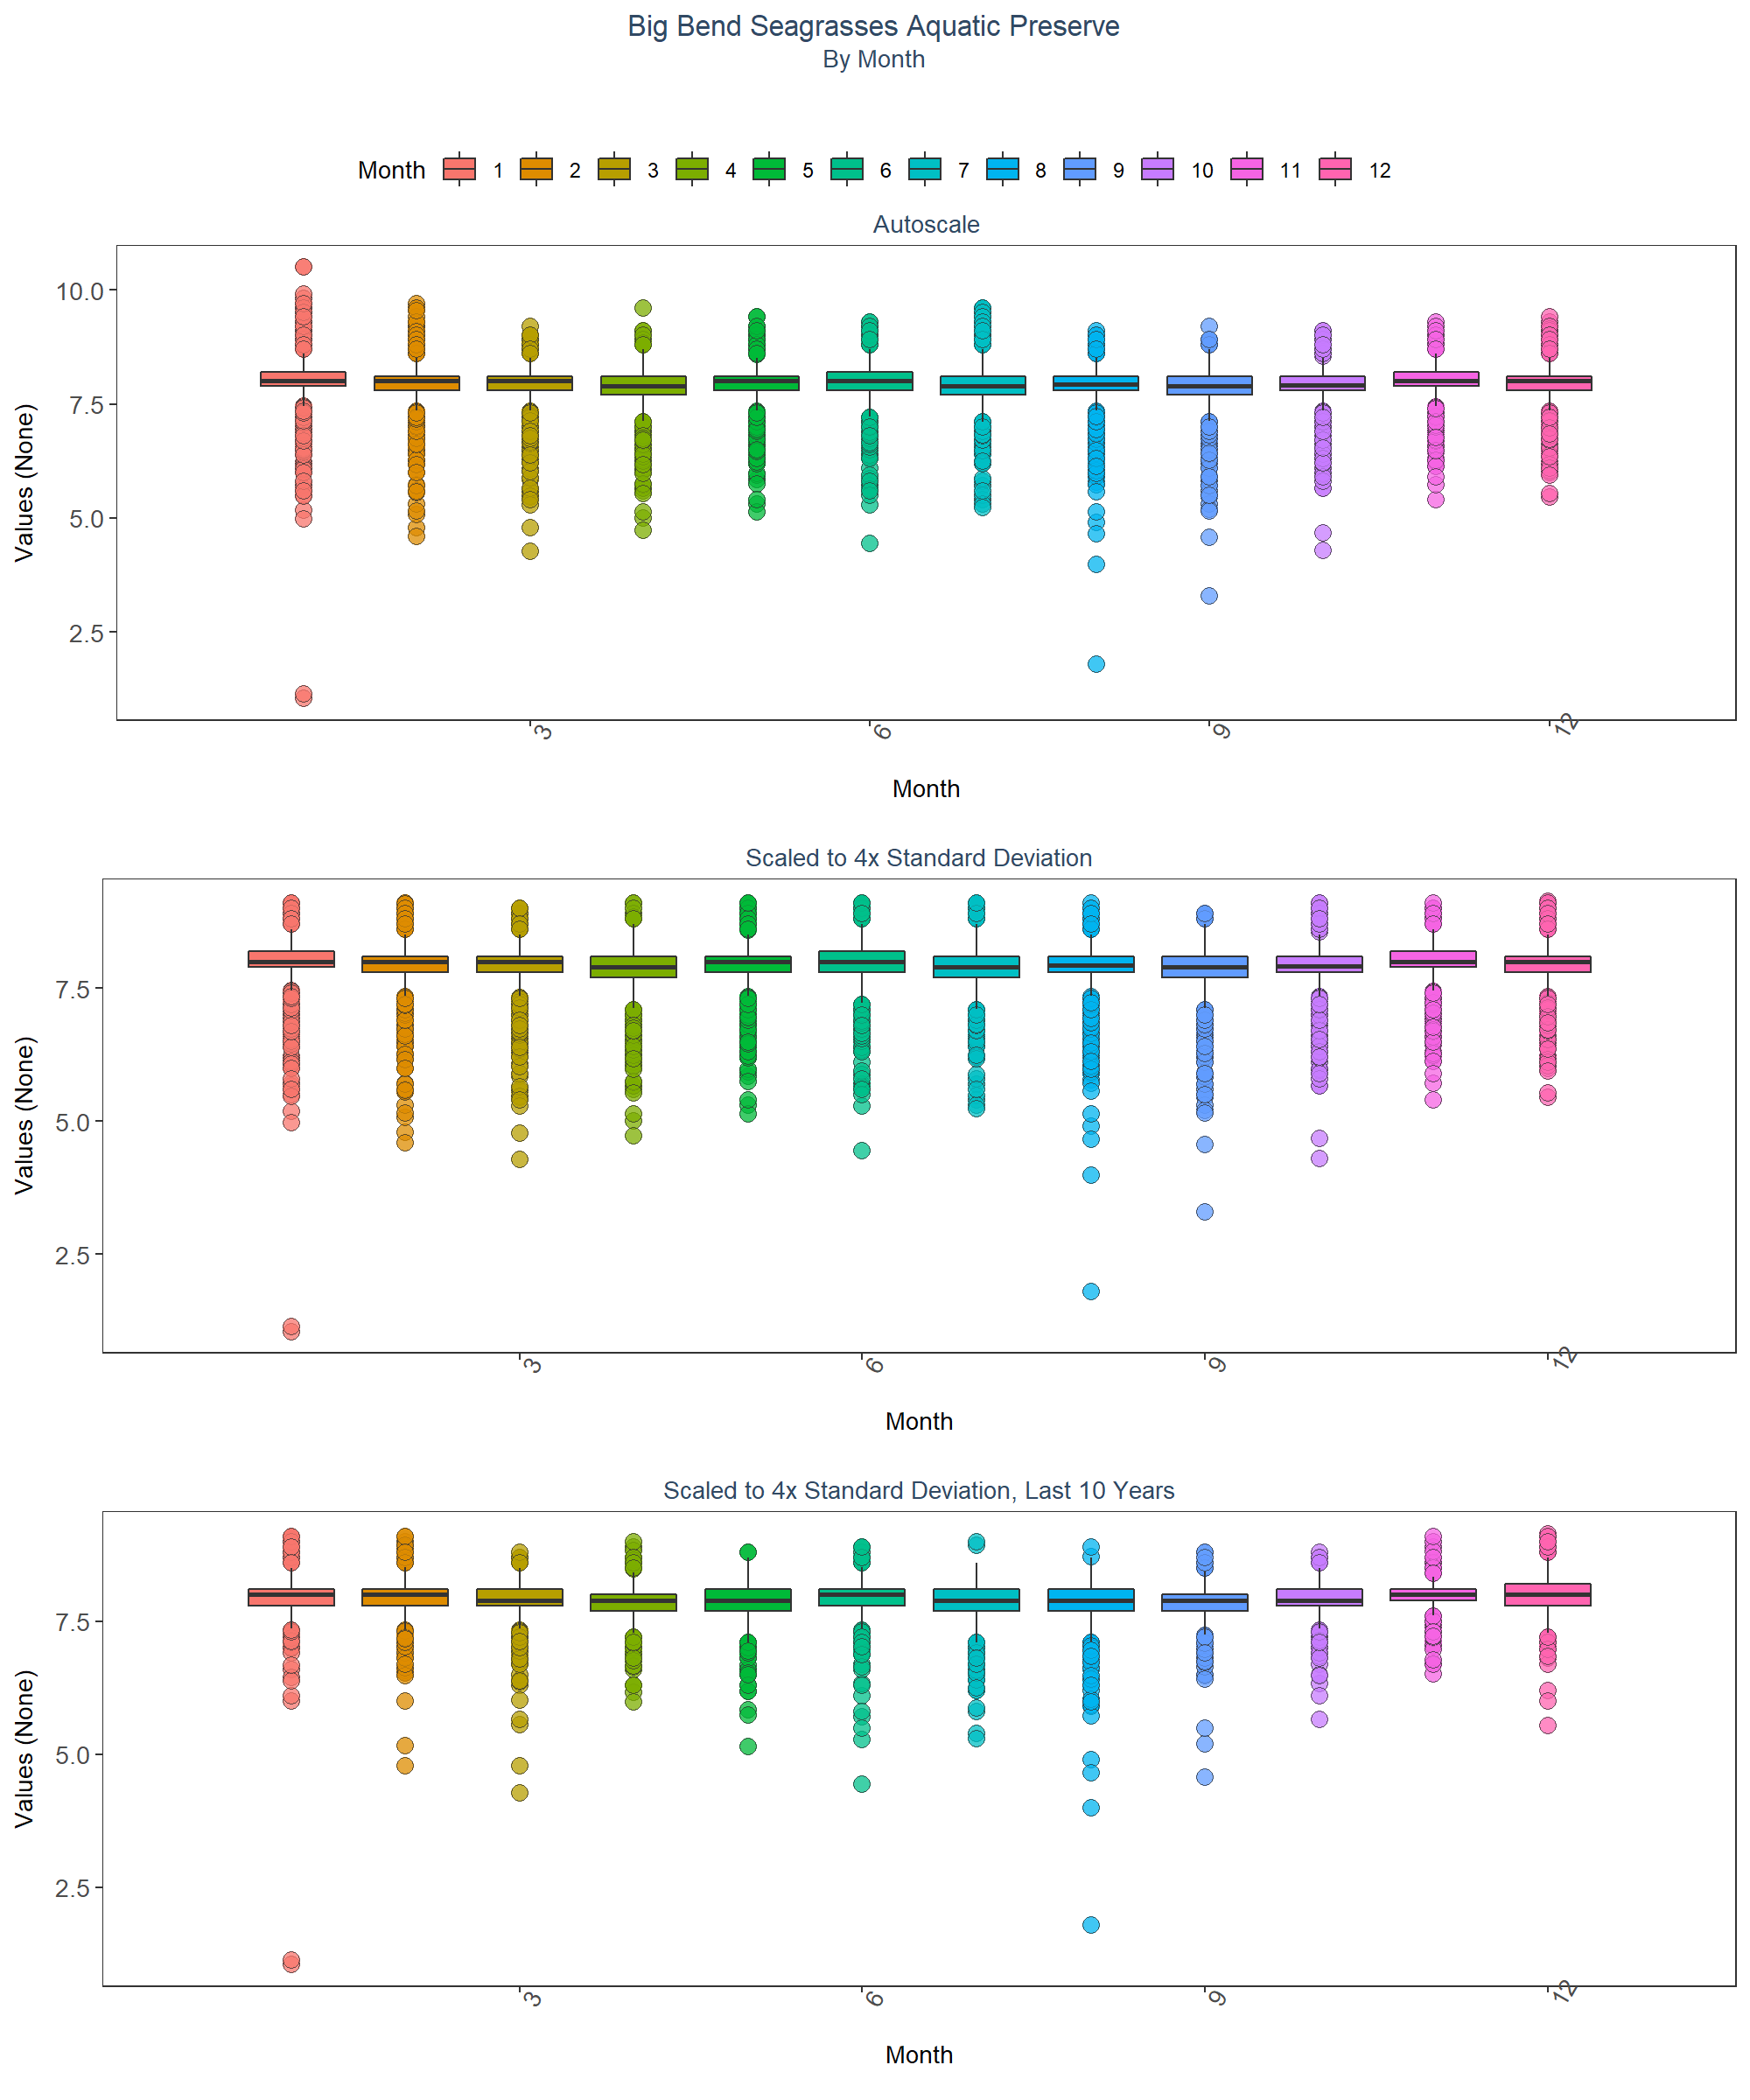 Big Bend Seagrasses Aquatic Preserve
By Month
Month 1 2 3 4 5 6 7 8 9 10 11 12
Autoscale
Values (None)
10.0
7.5
5.0
2.5
3 6 9 12
Month
Scaled to 4x Standard Deviation
Values (None)
7.5
5.0
2.5
3 6 9 12
Month
Scaled to 4x Standard Deviation, Last 10 Years
Values (None)
7.5
5.0
2.5
3 6 9 12
Month